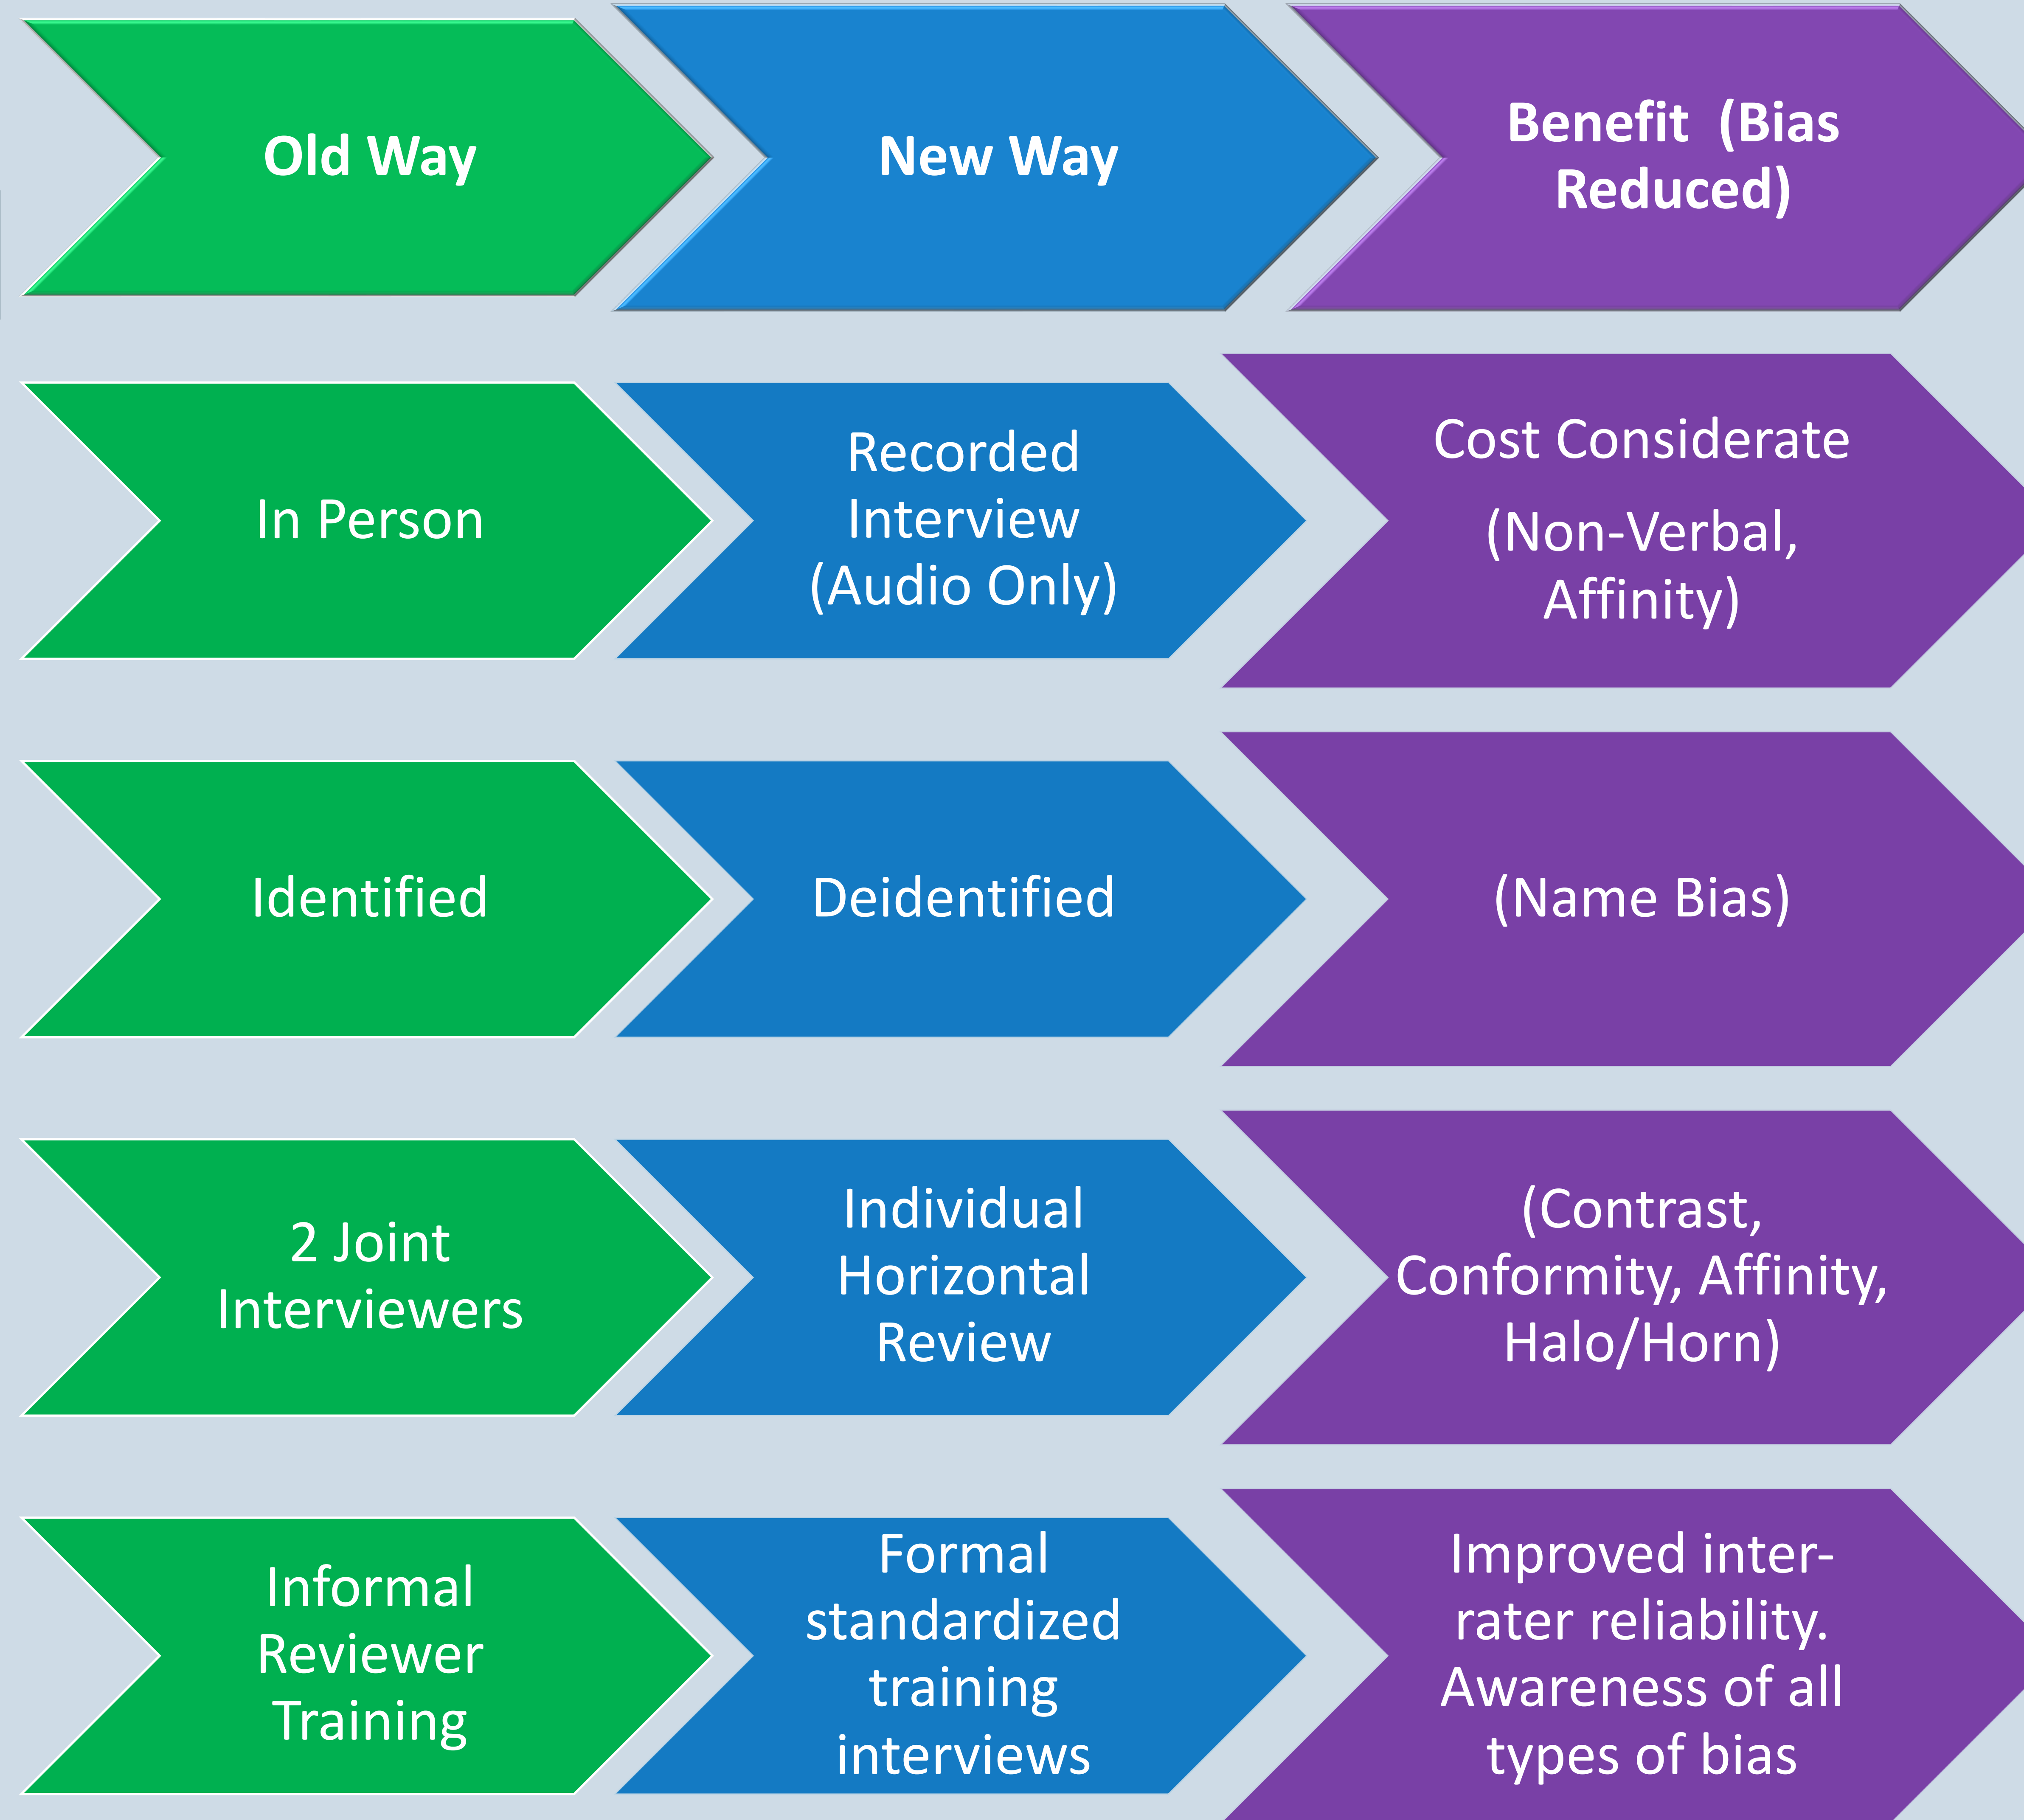 Old Way
New Way
Benefit  (Bias
Reduced)
In Person
Recorded
Interview
(Audio Only)
Cost Considerate
(Non-Verbal,
Affinity)
Identified
Deidentified
(Name Bias)
2 Joint
Interviewers
Individual
Horizontal
Review
(Contrast,
Conformity, Affinity,
Halo/Horn)
Informal
Reviewer
Training
Formal
standardized
training
interviews
Improved inter-
rater reliability.
Awareness of all
types of bias